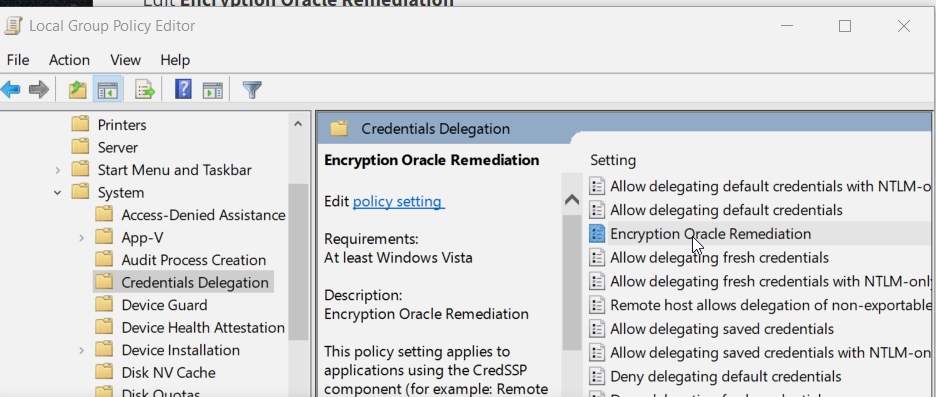 Edit Encryption Oracle Remediation
Local Group Policy Editor
File Action View Help
Printers
Server
Start Menu and Taskbar
System
Access-Denied Assistance
App-V
Audit Process Creation
Credentials Delegation
Device Guard
Device Health Attestation
Device Installation
Disk NV Cache
Disk Quotas
Credentials Delegation
Encryption Oracle Remediation
Edit policy setting
Requirements:
At least Windows Vista
Description:
Encryption Oracle Remediation
This policy setting applies to
applications using the CredSSP
component (for example: Remote
Setting
Allow delegating default credentials with NTLM-o
Allow delegating default credentials
Encryption Oracle Remediation
Allow delegating fresh credentials
Allow delegating fresh credentials with NTLM-only
Remote host allows delegation of non-exportable
Allow delegating saved credentials
Allow delegating saved credentials with NTLM-on
Deny delegating default credentials